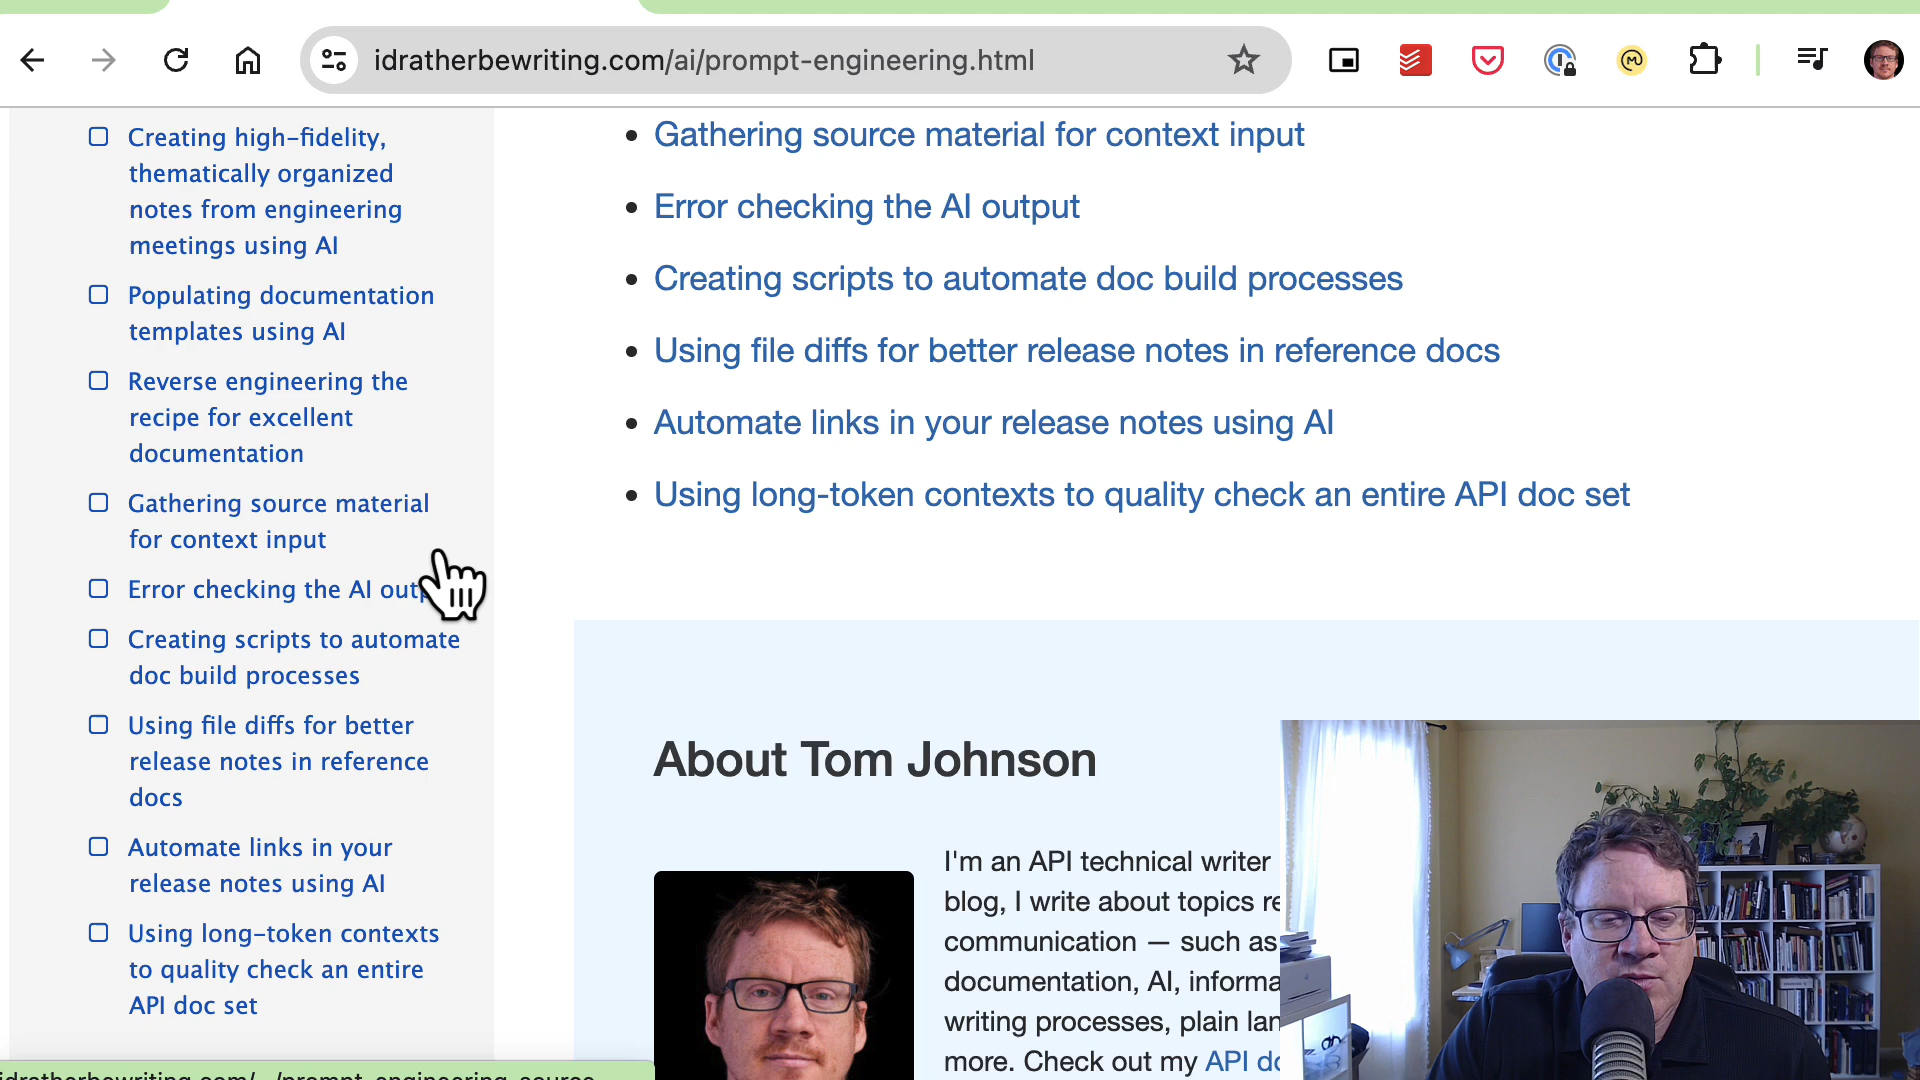 idratherbewriting.com/ai/prompt-engineering.html
Creating high-fidelity,
thematically organized
notes from engineering
meetings using AI
Populating documentation
templates using AI
Reverse engineering the
recipe for excellent
documentation
Gathering source material
for context input
Error checking the AI
Creating scripts to automate
doc build processes
Using file diffs for better
release notes in reference
docs
Automate links in your
release notes using AI
Using long-token contexts
to quality check an entire
API doc set
Gathering source material for context input
Error checking the AI output
Creating scripts to automate doc build processes
Using file diffs for better release notes in reference docs
Automate links in your release notes using AI
Using long-token contexts to quality check an entire API doc set
About Tom Johnson
I'm an API technical writer
blog, I write about topics
communication — such as
documentation, AI,
writing processes, plain
more. Check out my API